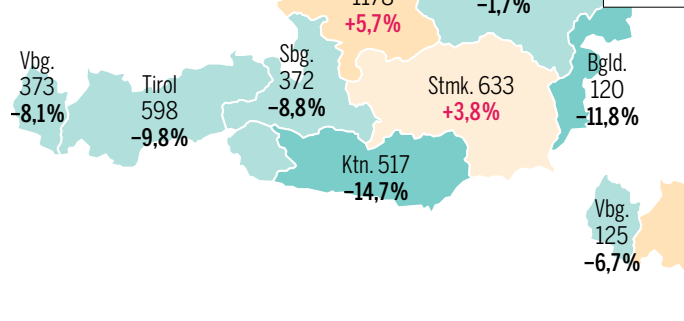 +5,7%
–1,7%
Vbg.
373
–8,1%
Tirol
598
–9,8%
Sbg.
372
–8,8%
Stmk. 633
+3,8%
Bgld.
120
–11,8%
Ktn. 517
–14,7%
Vbg.
125
–6,7%